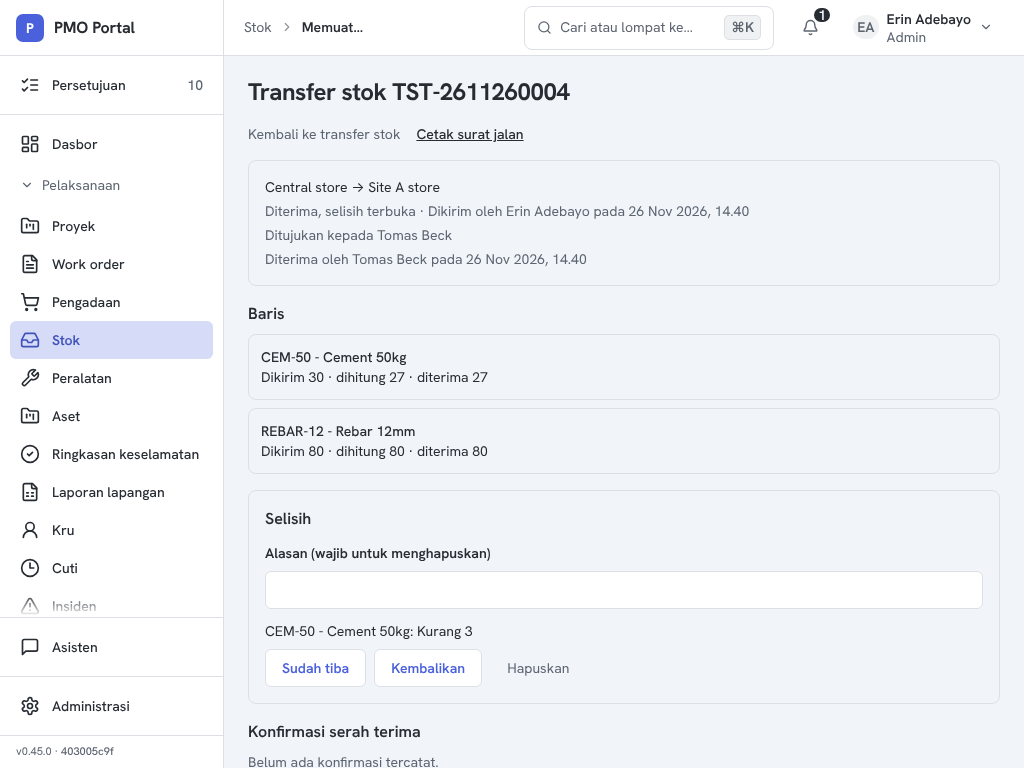 P PMO Portal
Stok > Memuat...
Cari atau lompat ke... ⌘K
1
EA Erin Adebayo
Admin
Persetujuan 10
Dasbor
Pelaksanaan
Proyek
Work order
Pengadaan
Stok
Peralatan
Aset
Ringkasan keselamatan
Laporan lapangan
Kru
Cuti
Insiden
Asisten
Administrasi
v0.45.0 · 403005c9f
Transfer stok TST-2611260004
Kembali ke transfer stok Cetak surat jalan
Central store → Site A store
Diterima, selisih terbuka · Dikirim oleh Erin Adebayo pada 26 Nov 2026, 14.40
Ditujukan kepada Tomas Beck
Diterima oleh Tomas Beck pada 26 Nov 2026, 14.40
Baris
CEM-50 - Cement 50kg
Dikirim 30 · dihitung 27 · diterima 27
REBAR-12 - Rebar 12mm
Dikirim 80 · dihitung 80 · diterima 80
Selisih
Alasan (wajib untuk menghapuskan)
CEM-50 - Cement 50kg: Kurang 3
Sudah tiba Kembalikan Hapuskan
Konfirmasi serah terima
Belum ada konfirmasi tercatat.